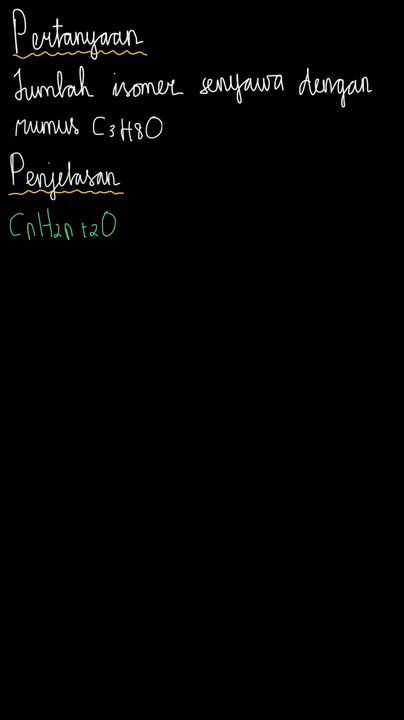 Pertanyaan
Jumlah isomer senyawa dengan
rumus C3H8O
Penjelasan
CnH2n+2O